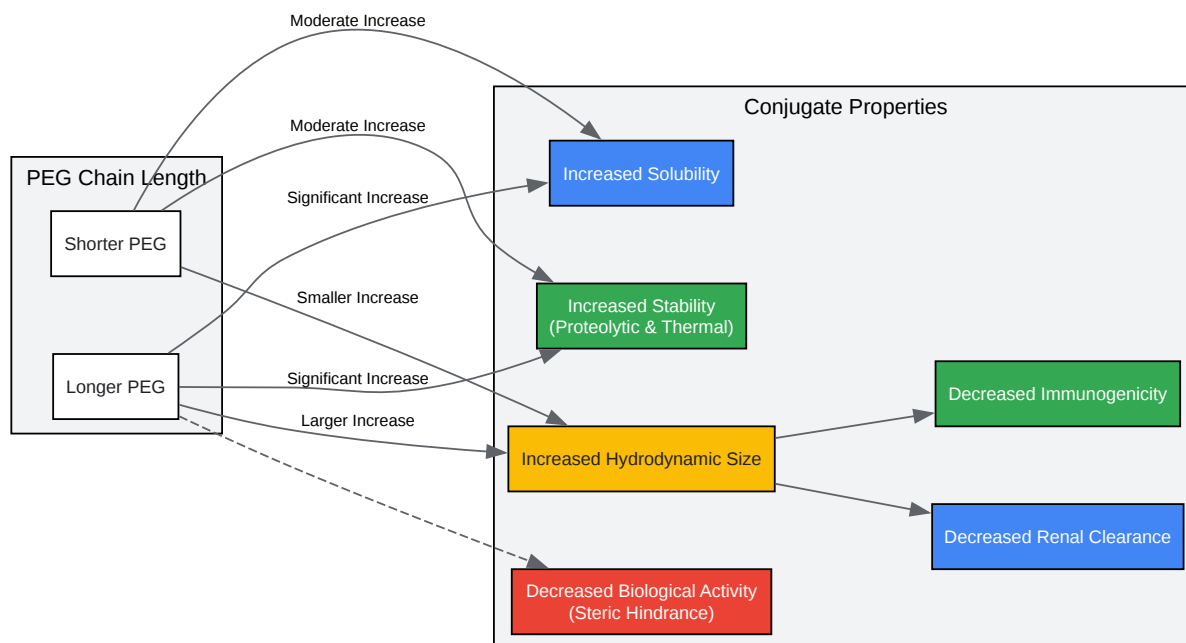 Moderate Increase
Conjugate Properties
Moderate Increase
PEG Chain Length
Increased Solubility
Significant Increase
Shorter PEG
Smaller Increase
Increased Stability
(Proteolytic & Thermal)
Longer PEG
Significant Increase
Decreased Immunogenicity
Larger Increase
Increased Hydrodynamic Size
Decreased Renal Clearance
Decreased Biological Activity
(Steric Hindrance)